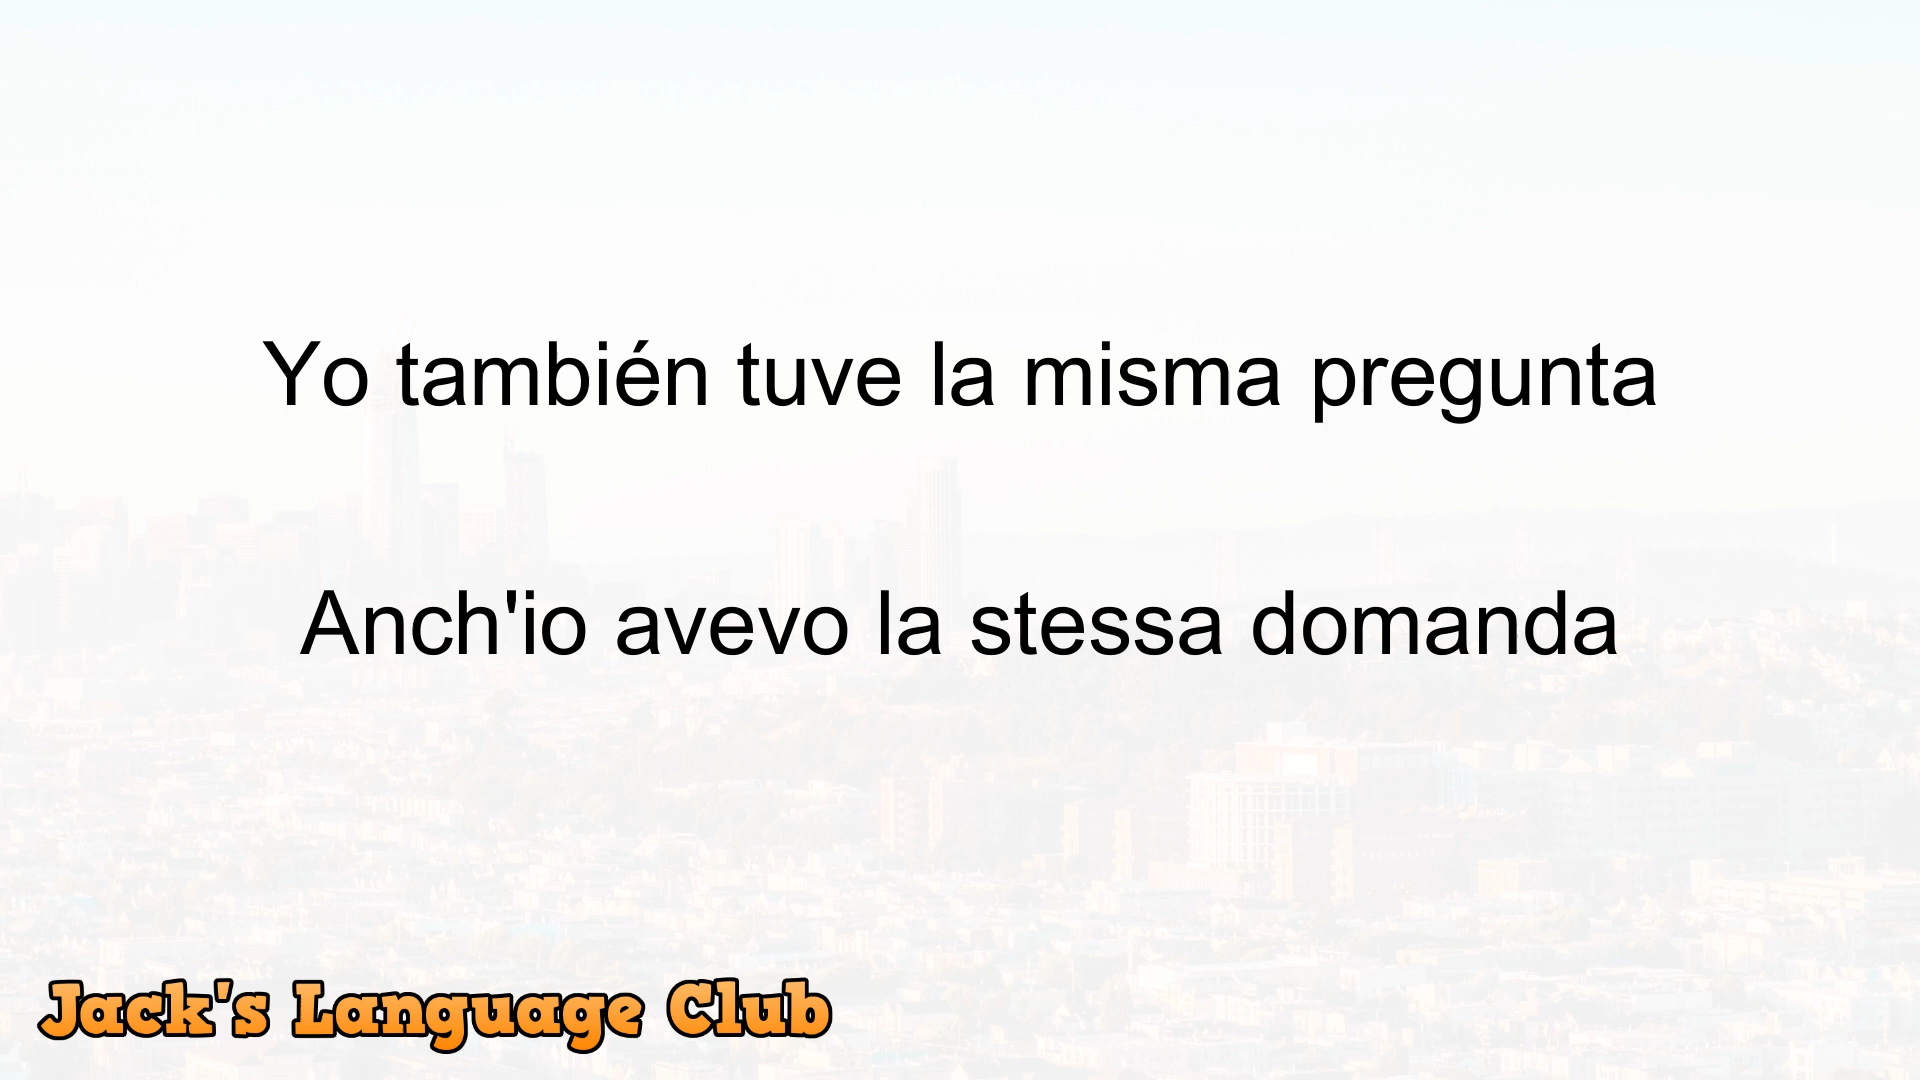 Yo también tuve la misma pregunta
Anch'io avevo la stessa domanda
Jack's Language Club